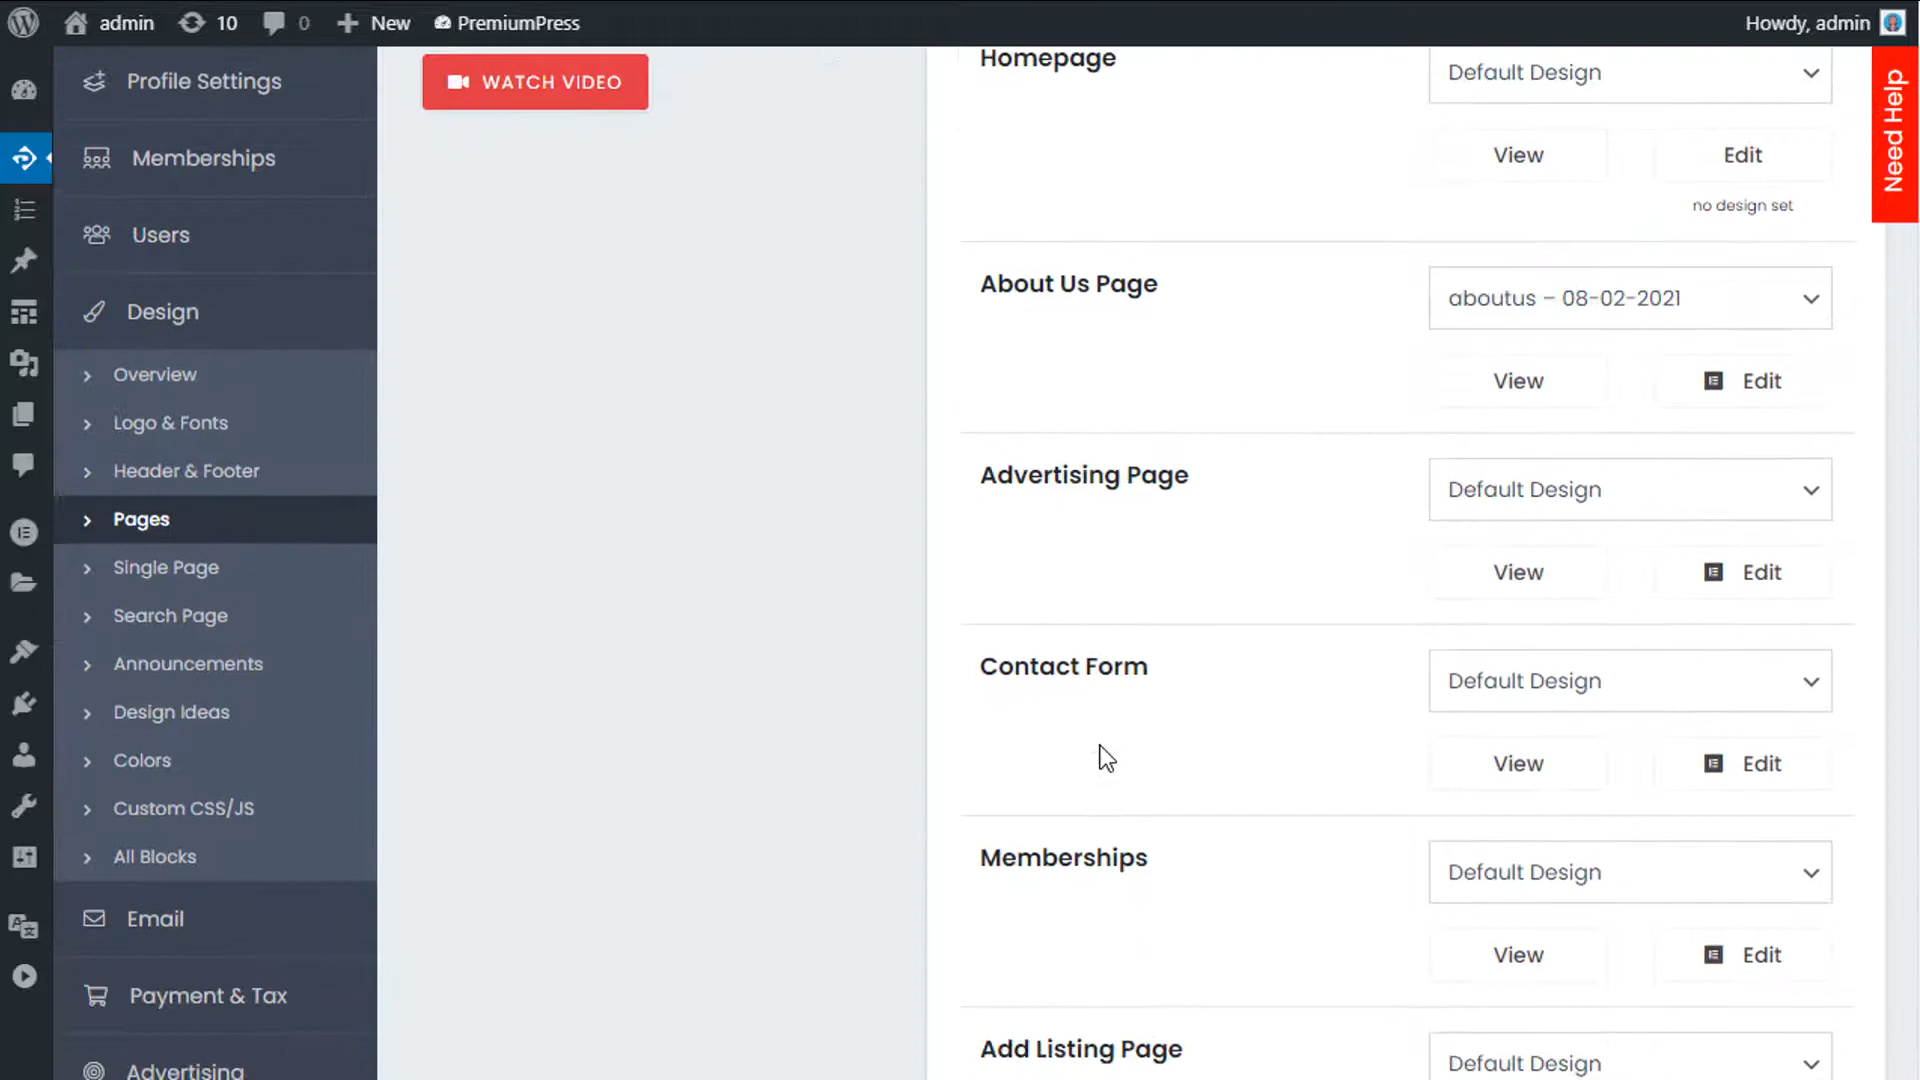 admin 10 0 New PremiumPress Howdy, admin
Profile Settings
Memberships
Users
Design
Overview
Logo & Fonts
Header & Footer
Pages
Single Page
Search Page
Announcements
Design Ideas
Colors
Custom CSS/JS
All Blocks
Email
Payment & Tax
Advertising
WATCH VIDEO
Homepage Default Design
View Edit
no design set
About Us Page aboutus – 08-02-2021
View Edit
Advertising Page Default Design
View Edit
Contact Form Default Design
View Edit
Memberships Default Design
View Edit
Add Listing Page Default Design
Need Help